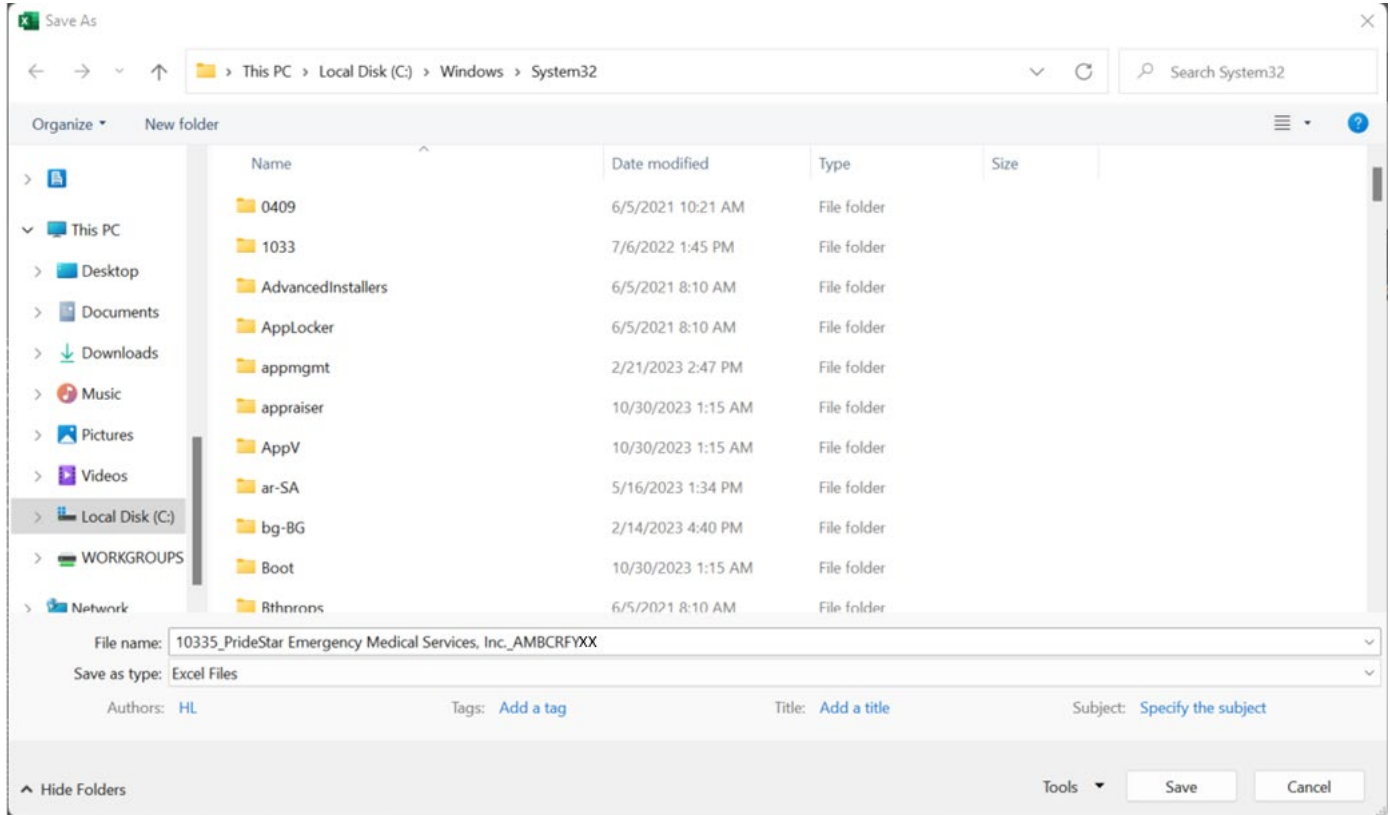 Save As
This PC > Local Disk (C:) > Windows > System32
Search System32
Organize
New folder
Name Date modified Type Size
This PC
Desktop
Documents
Downloads
Music
Pictures
Videos
Local Disk (C:)
WORKGROUPS
Network
0409 6/5/2021 10:21 AM File folder
1033 7/6/2022 1:45 PM File folder
AdvancedInstallers 6/5/2021 8:10 AM File folder
AppLocker 6/5/2021 8:10 AM File folder
appmgmt 2/21/2023 2:47 PM File folder
appraiser 10/30/2023 1:15 AM File folder
AppV 10/30/2023 1:15 AM File folder
ar-SA 5/16/2023 1:34 PM File folder
bg-BG 2/14/2023 4:40 PM File folder
Boot 10/30/2023 1:15 AM File folder
Bthprops 6/5/2021 8:10 AM File folder
File name: 10335_PrideStar Emergency Medical Services, Inc._AMBCRFYXX
Save as type: Excel Files
Authors: HL Tags: Add a tag Title: Add a title Subject: Specify the subject
Hide Folders Tools Save Cancel